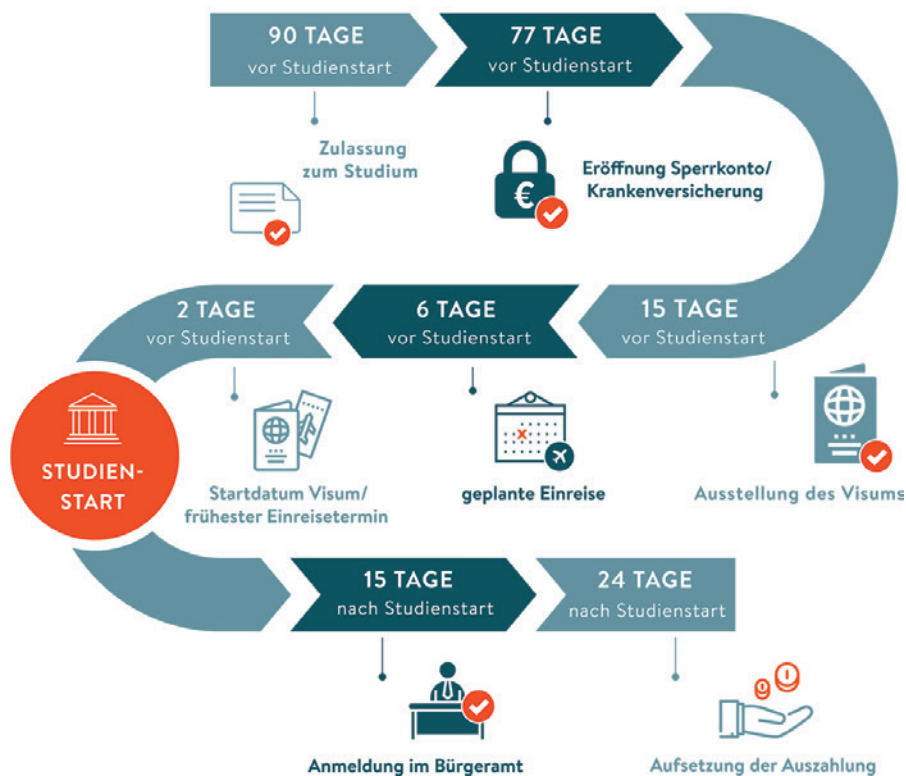 90 TAGE
vor Studienstart
77 TAGE
vor Studienstart
Zulassung
zum Studium
€
Eröffnung Sperrkonto/
Krankenversicherung
2 TAGE
vor Studienstart
6 TAGE
vor Studienstart
15 TAGE
vor Studienstart
STUDIEN-
START
x
Startdatum Visum/
frühester Einreisetermin
geplante Einreise
Ausstellung des Visums
15 TAGE
nach Studienstart
24 TAGE
nach Studienstart
Anmeldung im Bürgeramt
Aufsetzung der Auszahlung